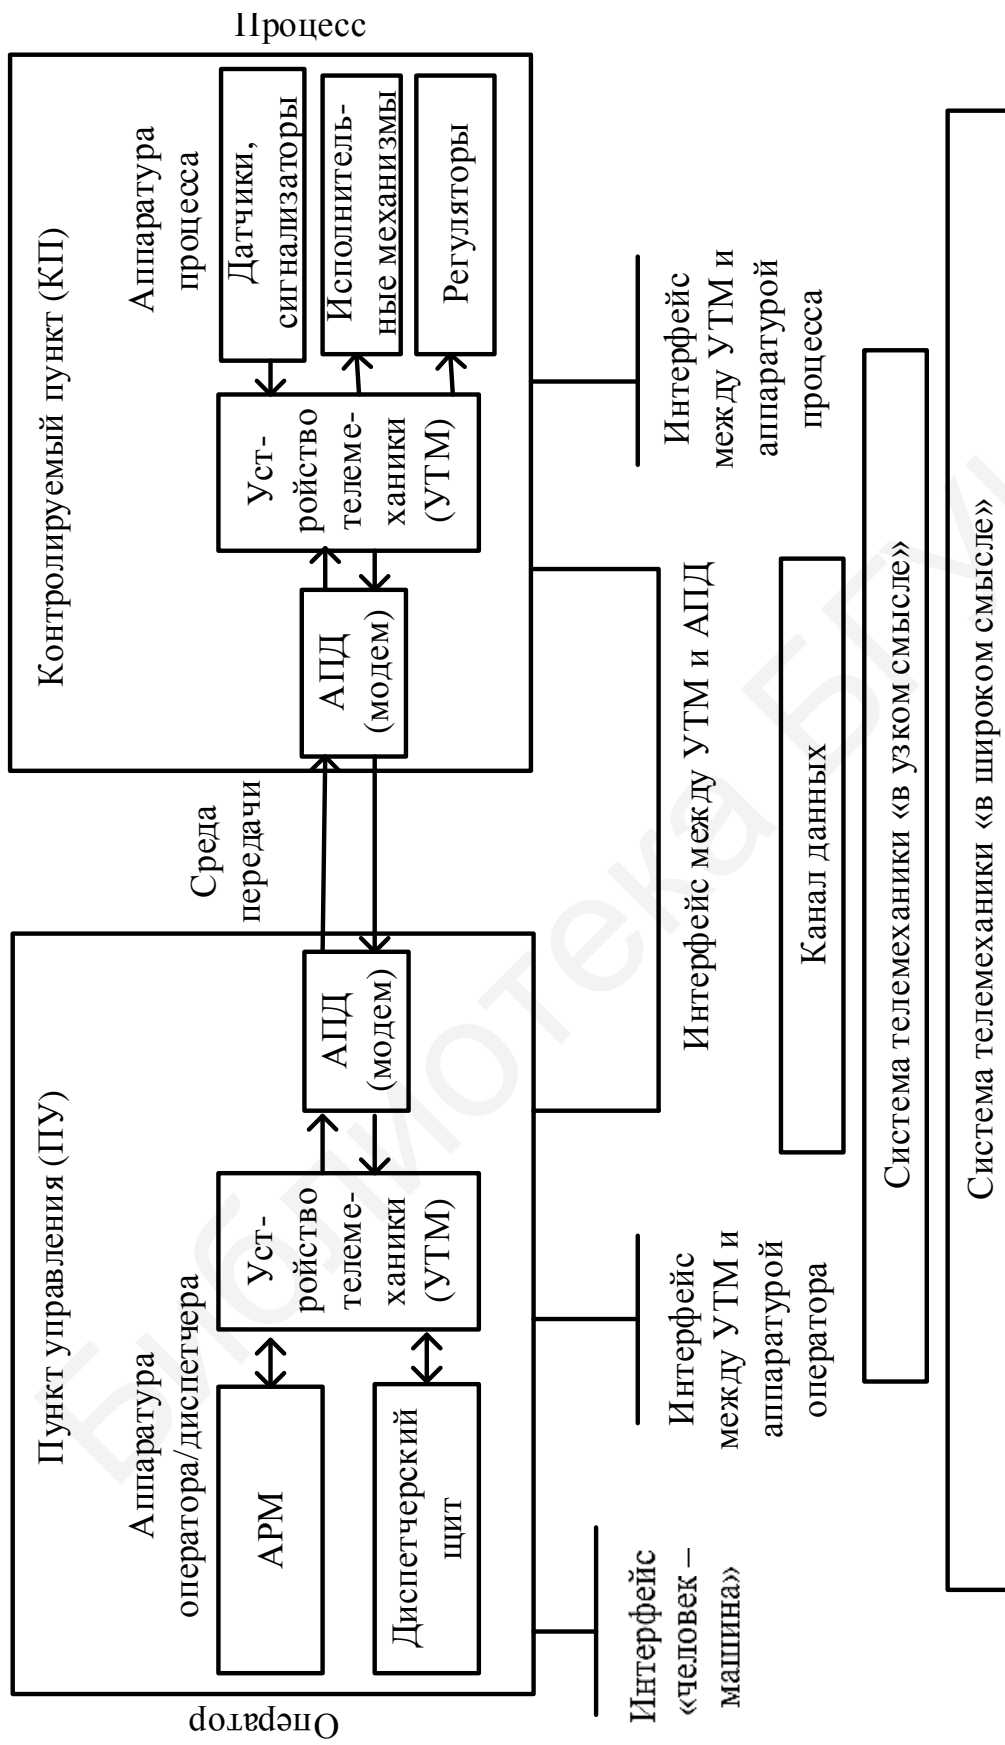 Оператор
Пункт управления (ПУ)
Аппаратура
оператора/диспетчера
АРМ
Диспетчерский
щит
Уст-
ройство
телеме-
ханики
(УТМ)
АПД
(модем)
Среда
передачи
Контролируемый пункт (КП)
АПД
(модем)
Уст-
ройство
телеме-
ханики
(УТМ)
Аппаратура
процесса
Датчики,
сигнализаторы
Исполнитель-
ные механизмы
Регуляторы
Процесс
Интерфейс
«человек –
машина»
Интерфейс
между УТМ и
аппаратурой
оператора
Интерфейс между УТМ и АПД
Интерфейс
между УТМ и
аппаратурой
процесса
Канал данных
Система телемеханики «в узком смысле»
Система телемеханики «в широком смысле»
Библиотека БГУ